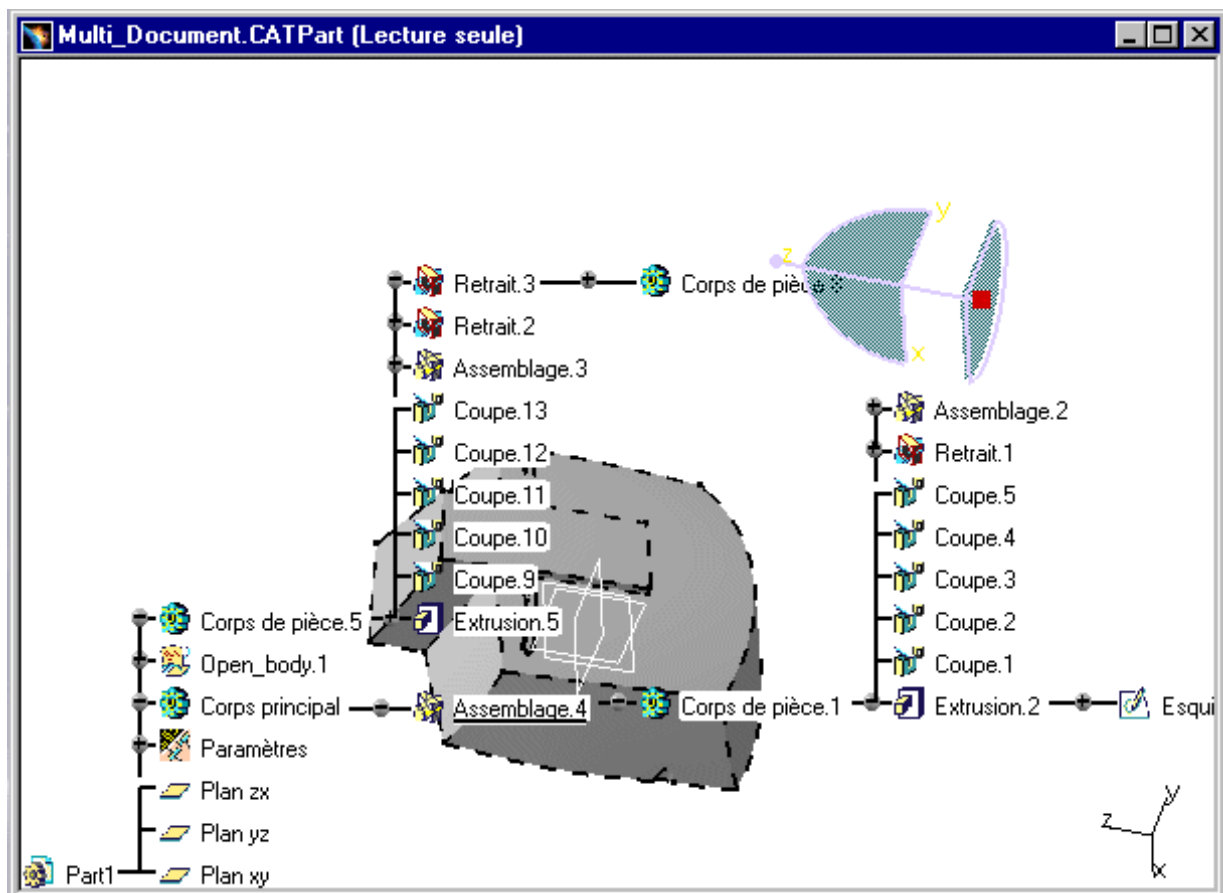 Multi_Document.CATPart (Lecture seule)
y
z
Retrait.3
Corps de pièce
Retrait.2
x
Assemblage.3
Coupe.13
Assemblage.2
Coupe.12
Retrait.1
Coupe.11
Coupe.5
Coupe.10
Coupe.4
Coupe.9
Coupe.3
Corps de pièce.5
Extrusion.5
Coupe.2
Open_body.1
Coupe.1
Corps principal
Assemblage.4
Corps de pièce.1
Extrusion.2
Esqui
Paramètres
Plan zx
y
z
Plan yz
x
Part1
Plan xy